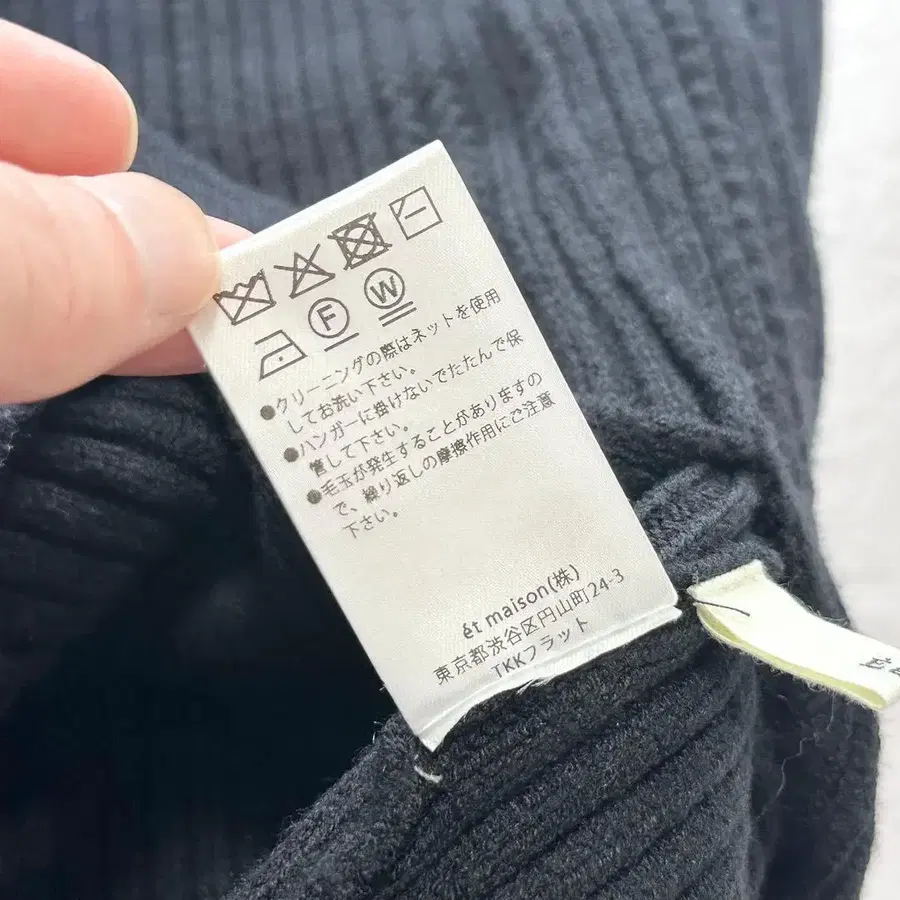 F W
●クリーニングの際はネットを使用
してお洗い下さい。
●ハンガーに掛けないでたたんで保
管して下さい。
●毛玉が発生することがありますの
で、繰り返しの摩擦作用にご注意
下さい。
ét maison(株)
東京都渋谷区円山町24-3
TKKフラット